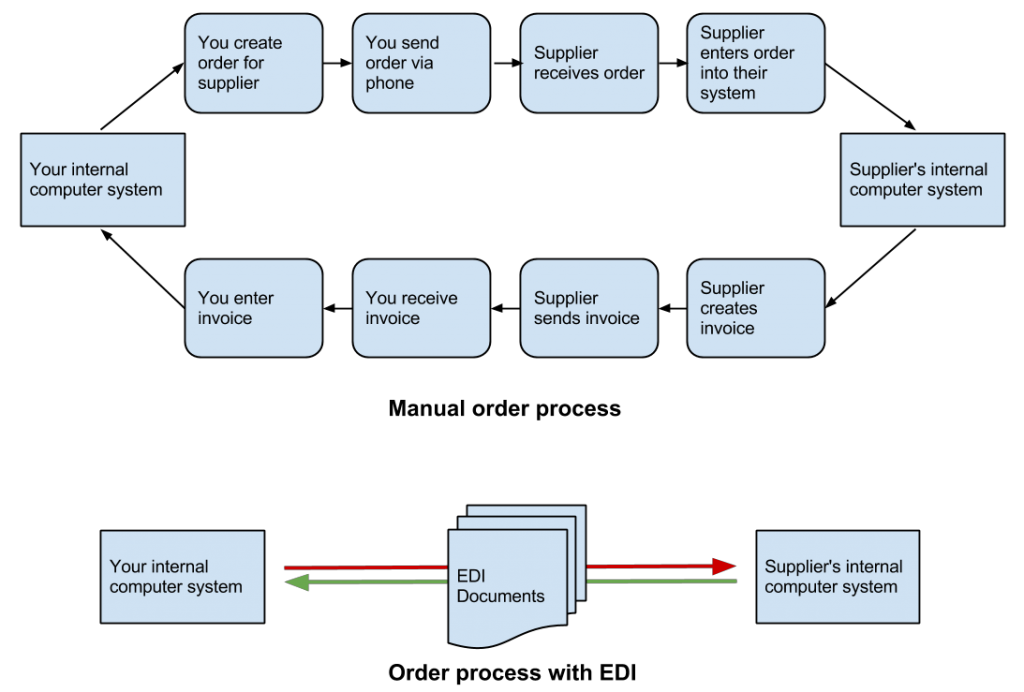 You create
order for
supplier
You send
order via
phone
Supplier
receives order
Supplier
enters order
into their
system
Your internal
computer system
Supplier's internal
computer system
You enter
invoice
You receive
invoice
Supplier
sends invoice
Supplier
creates
invoice
Manual order process
Your internal
computer system
EDI
Documents
Supplier's internal
computer system
Order process with EDI